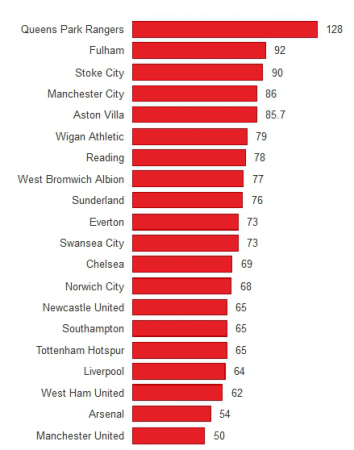 Queens Park Rangers 128
Fulham 92
Stoke City 90
Manchester City 86
Aston Villa 85.7
Wigan Athletic 79
Reading 78
West Bromwich Albion 77
Sunderland 76
Everton 73
Swansea City 73
Chelsea 69
Norwich City 68
Newcastle United 65
Southampton 65
Tottenham Hotspur 65
Liverpool 64
West Ham United 62
Arsenal 54
Manchester United 50